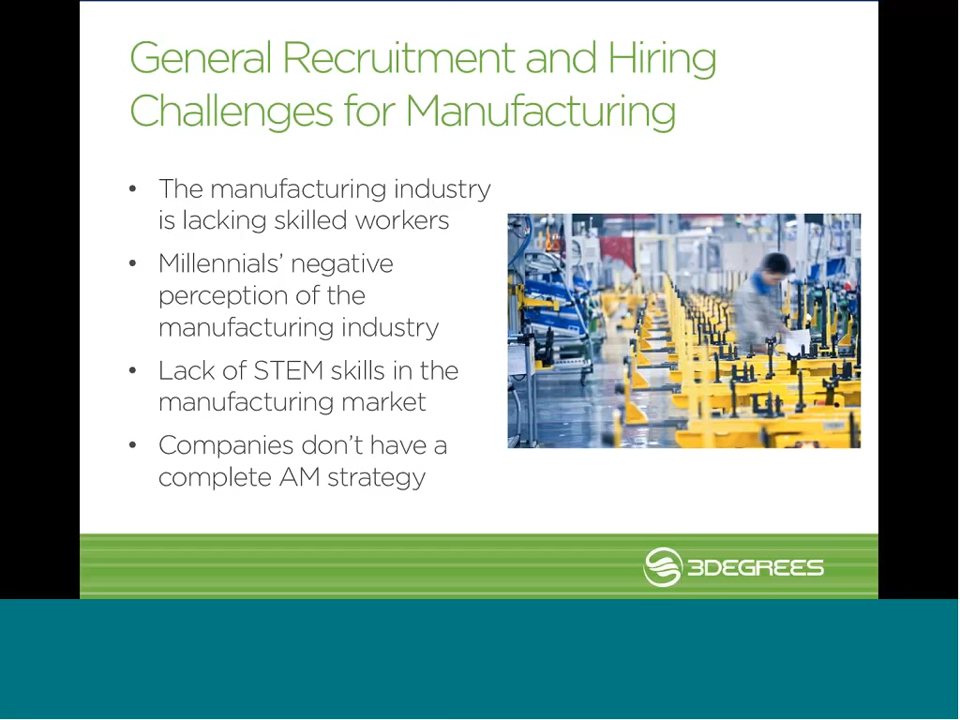 General Recruitment and Hiring
Challenges for Manufacturing
• The manufacturing industry
is lacking skilled workers
• Millennials’ negative
perception of the
manufacturing industry
• Lack of STEM skills in the
manufacturing market
• Companies don’t have a
complete AM strategy
3DEGREES